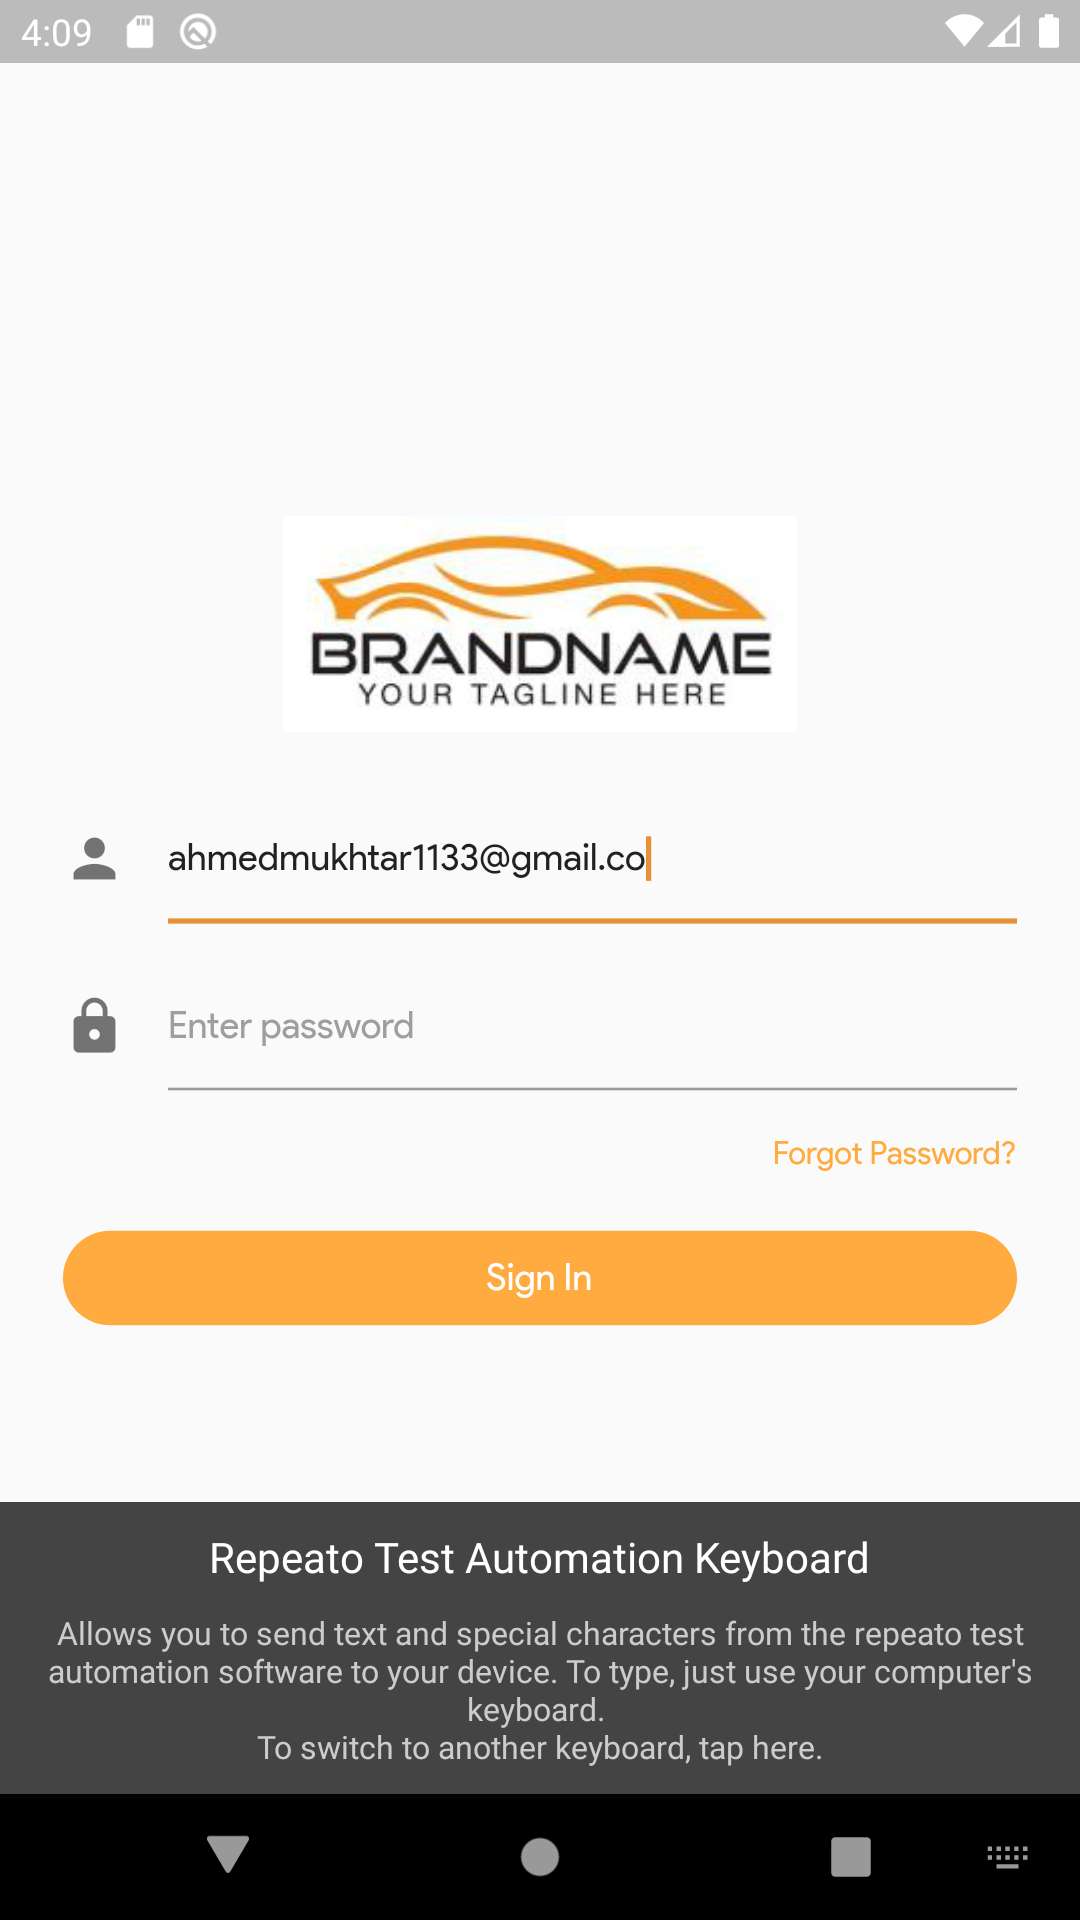 4:09
BRANDNAME
YOUR TAGLINE HERE
ahmedmukhtar1133@gmail.co
Enter password
Forgot Password?
Sign In
Repeato Test Automation Keyboard
Allows you to send text and special characters from the repeato test
automation software to your device. To type, just use your computer's
keyboard.
To switch to another keyboard, tap here.